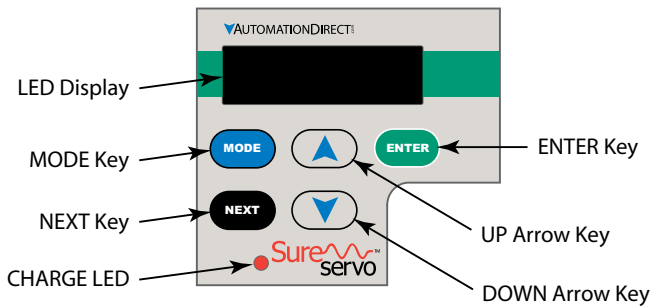 AUTOMATIONDIRECT
LED Display
MODE
ENTER
MODE Key
ENTER Key
NEXT
NEXT Key
UP Arrow Key
Sure
servo
™
CHARGE LED
DOWN Arrow Key